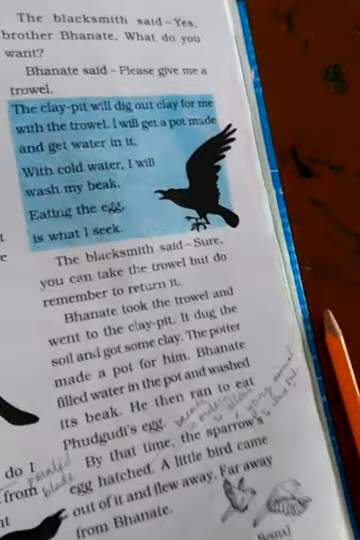 The blacksmith said – Yes,
brother Bhanate. What do you
want?
Bhanate said – Please give me a
trowel.
The clay-pit will dig out clay for me
with the trowel. I will get a pot made
and get water in it.
With cold water, I will
wash my beak.
Eating the egg,
is what I seek.
The blacksmith said – Sure,
you can take the trowel but do
remember to return it.
Bhanate took the trowel and
went to the clay-pit. It dug the
soil and got some clay. The potter
made a pot for him. Bhanate
filled water in the pot and washed
its beak. He then ran to eat
Phudgudi's egg.
By that time, the sparrow's
egg hatched. A little bird came
out of it and flew away. Far away
from Bhanate.
do I
from
pointed
blade